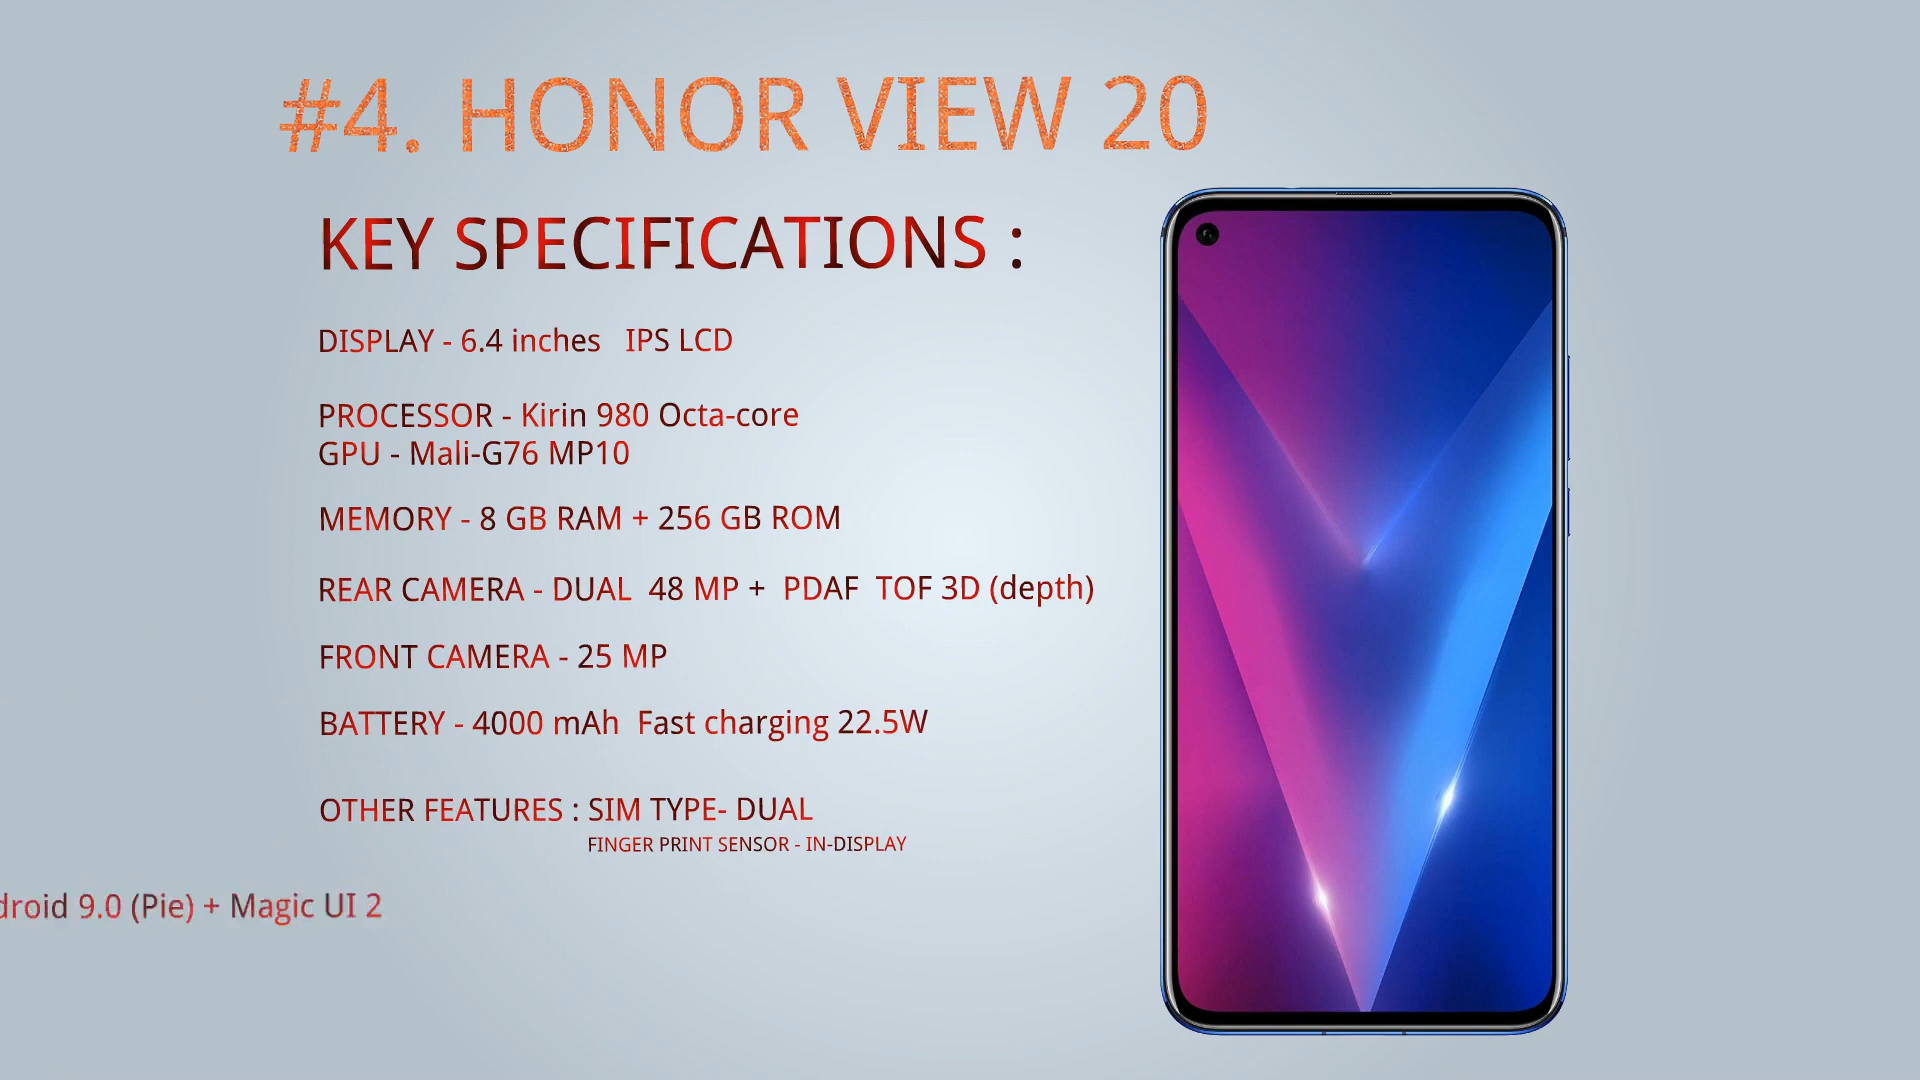 #4. HONOR VIEW 20
KEY SPECIFICATIONS :
DISPLAY - 6.4 inches IPS LCD
PROCESSOR - Kirin 980 Octa-core
GPU - Mali-G76 MP10
MEMORY - 8 GB RAM + 256 GB ROM
REAR CAMERA - DUAL 48 MP + PDAF TOF 3D (depth)
FRONT CAMERA - 25 MP
BATTERY - 4000 mAh Fast charging 22.5W
OTHER FEATURES : SIM TYPE- DUAL
FINGER PRINT SENSOR - IN-DISPLAY
droid 9.0 (Pie) + Magic UI 2